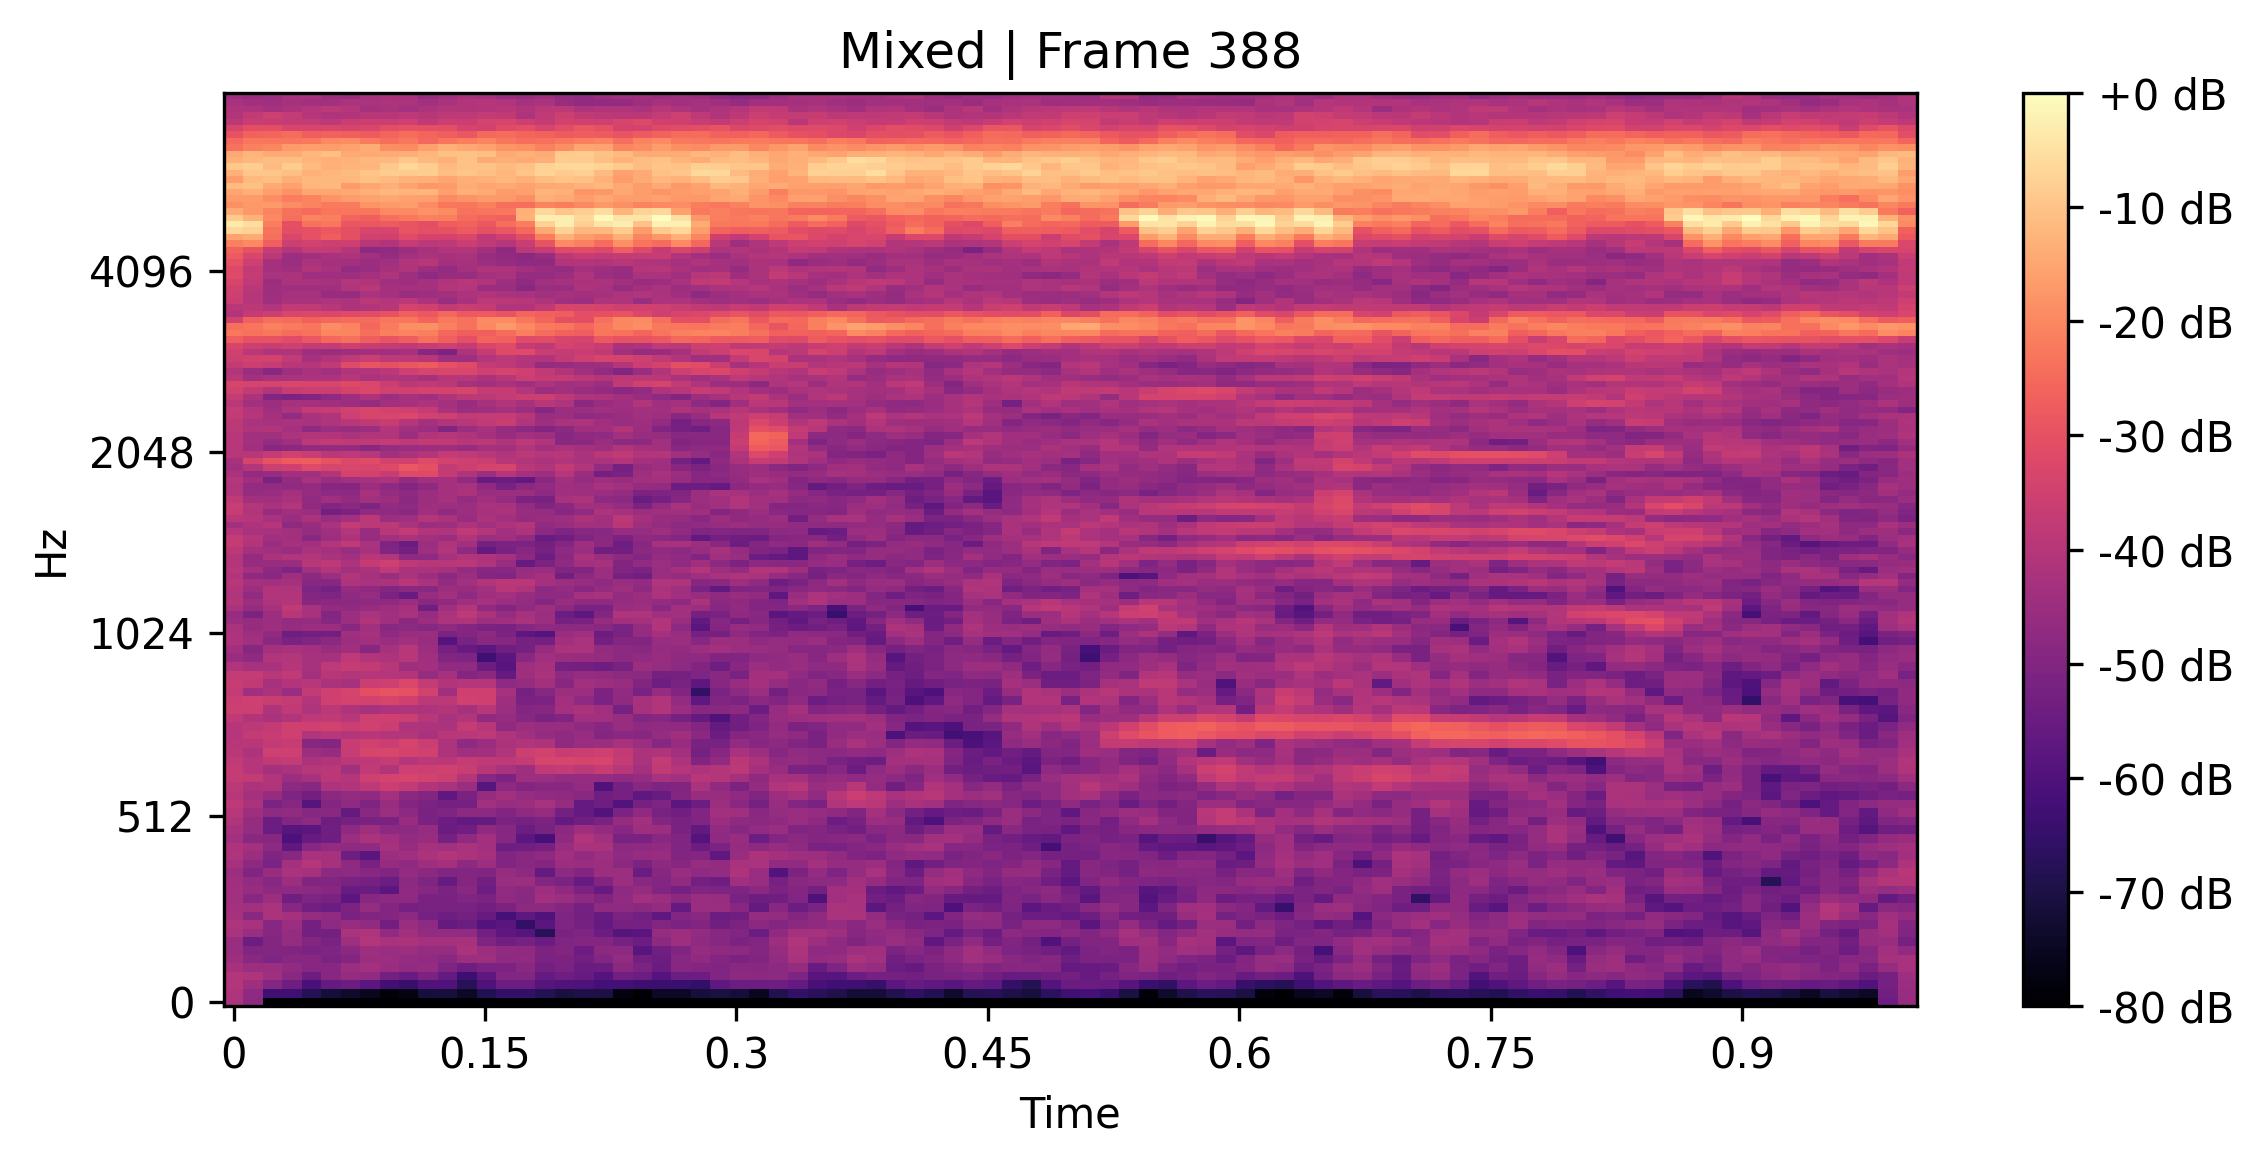 Mixed | Frame 388
+0 dB
-10 dB
-20 dB
-30 dB
-40 dB
-50 dB
-60 dB
-70 dB
-80 dB
Hz
4096
2048
1024
512
0
0 0.15 0.3 0.45 0.6 0.75 0.9
Time